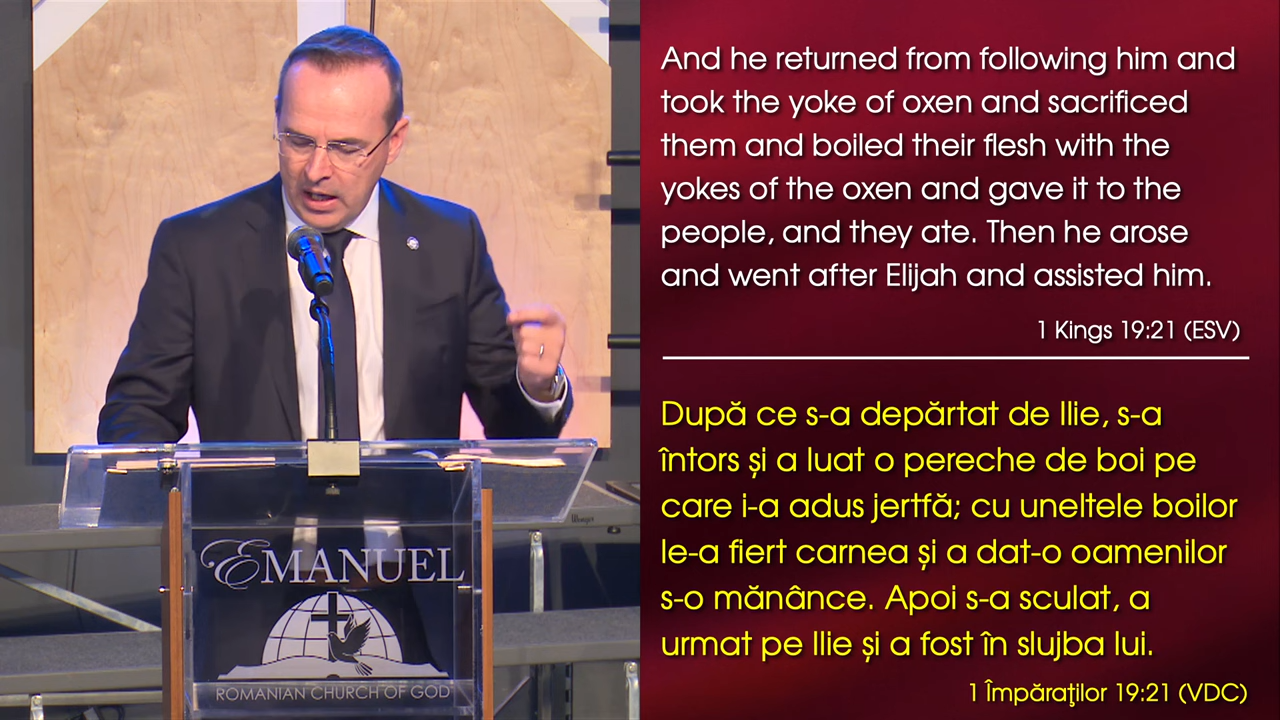 And he returned from following him and
took the yoke of oxen and sacrificed
them and boiled their flesh with the
yokes of the oxen and gave it to the
people, and they ate. Then he arose
and went after Elijah and assisted him.
1 Kings 19:21 (ESV)
După ce s-a depărtat de Ilie, s-a
întors și a luat o pereche de boi pe
care i-a adus jertfă; cu uneltele boilor
le-a fiert carnea și a dat-o oamenilor
s-o mănânce. Apoi s-a sculat, a
urmat pe Ilie și a fost în slujba lui.
1 Împăraţilor 19:21 (VDC)
EMANUEL
ROMANIAN CHURCH OF GOD